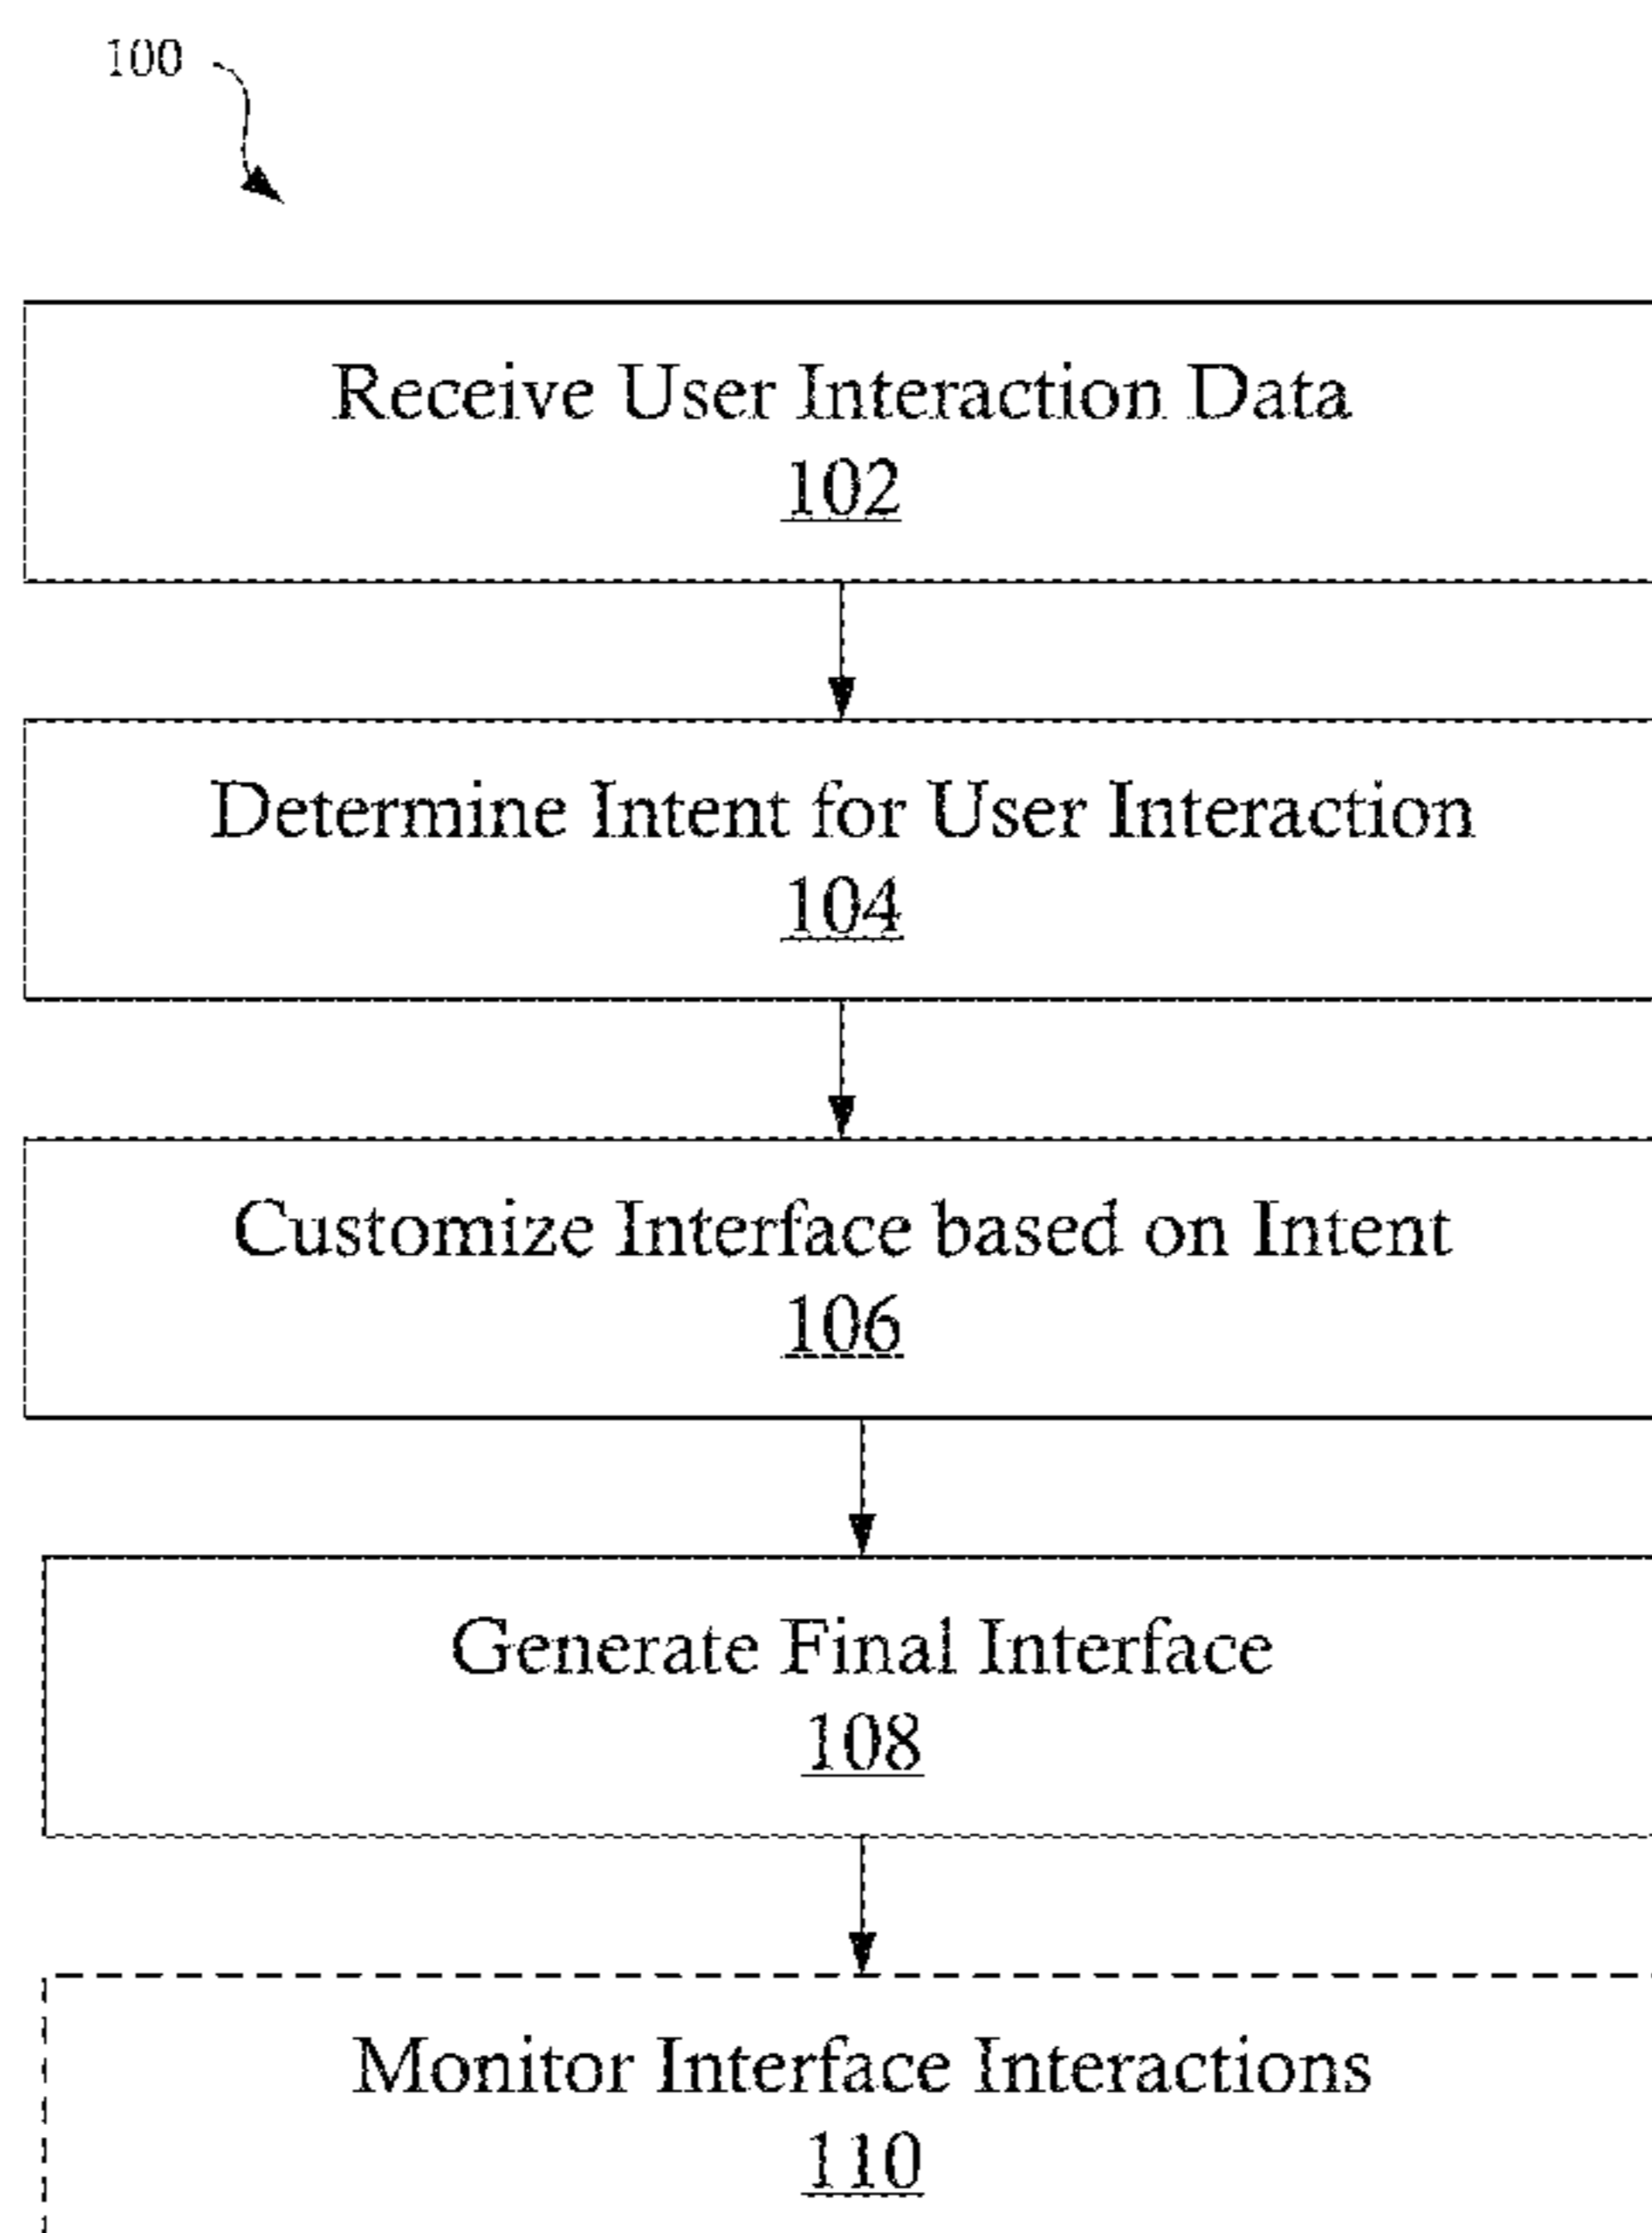 100
Receive User Interaction Data
102
Determine Intent for User Interaction
104
Customize Interface based on Intent
106
Generate Final Interface
108
Monitor Interface Interactions
110